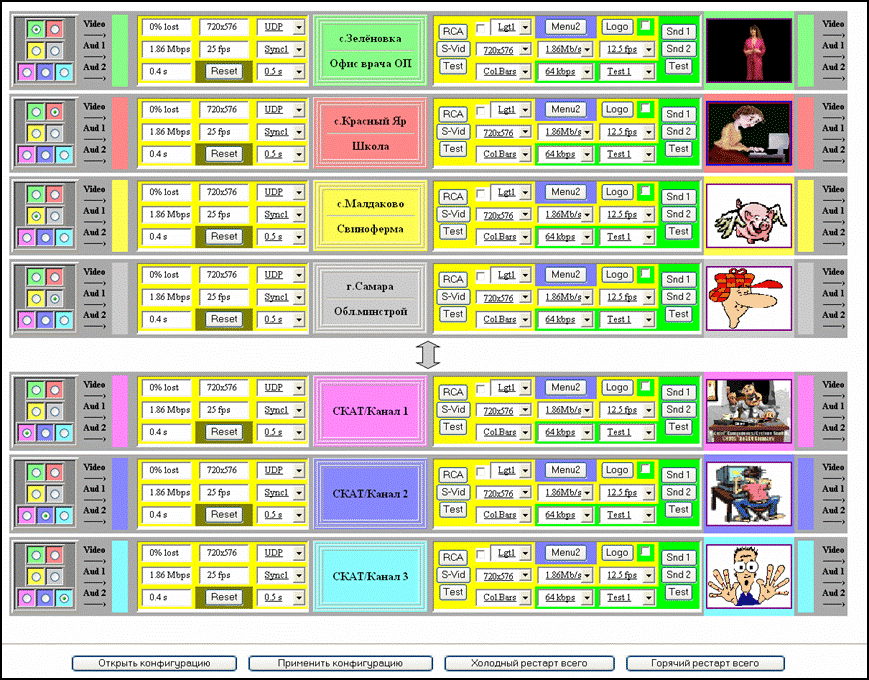 Video 0% lost 720x576 UDP с.Зелёновка RCA Lgt1 Menu2 Logo Snd 1 Video
Aud 1 1.86 Mbps 25 fps Sync1 Офис врача ОП S-Vid 720x576 1.86Mb/s 12.5 fps Snd 2 Aud 1
Aud 2 0.4 s Reset 0.5 s Test Col.Bars 64 kbps Test 1 Test Aud 2
Video 0% lost 720x576 UDP с.Красный Яр RCA Lgt1 Menu2 Logo Snd 1 Video
Aud 1 1.86 Mbps 25 fps Sync1 Школа S-Vid 720x576 1.86Mb/s 12.5 fps Snd 2 Aud 1
Aud 2 0.4 s Reset 0.5 s Test Col.Bars 64 kbps Test 1 Test Aud 2
Video 0% lost 720x576 UDP с.Малдаково RCA Lgt1 Menu2 Logo Snd 1 Video
Aud 1 1.86 Mbps 25 fps Sync1 Свиноферма S-Vid 720x576 1.86Mb/s 12.5 fps Snd 2 Aud 1
Aud 2 0.4 s Reset 0.5 s Test Col.Bars 64 kbps Test 1 Test Aud 2
Video 0% lost 720x576 UDP г.Самара RCA Lgt1 Menu2 Logo Snd 1 Video
Aud 1 1.86 Mbps 25 fps Sync1 Обл.минстрой S-Vid 720x576 1.86Mb/s 12.5 fps Snd 2 Aud 1
Aud 2 0.4 s Reset 0.5 s Test Col.Bars 64 kbps Test 1 Test Aud 2
Video 0% lost 720x576 UDP RCA Lgt1 Menu2 Logo Snd 1 Video
Aud 1 1.86 Mbps 25 fps Sync1 СКАТ/Канал 1 S-Vid 720x576 1.86Mb/s 12.5 fps Snd 2 Aud 1
Aud 2 0.4 s Reset 0.5 s Test Col.Bars 64 kbps Test 1 Test Aud 2
Video 0% lost 720x576 UDP RCA Lgt1 Menu2 Logo Snd 1 Video
Aud 1 1.86 Mbps 25 fps Sync1 СКАТ/Канал 2 S-Vid 720x576 1.86Mb/s 12.5 fps Snd 2 Aud 1
Aud 2 0.4 s Reset 0.5 s Test Col.Bars 64 kbps Test 1 Test Aud 2
Video 0% lost 720x576 UDP RCA Lgt1 Menu2 Logo Snd 1 Video
Aud 1 1.86 Mbps 25 fps Sync1 СКАТ/Канал 3 S-Vid 720x576 1.86Mb/s 12.5 fps Snd 2 Aud 1
Aud 2 0.4 s Reset 0.5 s Test Col.Bars 64 kbps Test 1 Test Aud 2
Открыть конфигурацию Применить конфигурацию Холодный рестарт всего Горячий рестарт всего